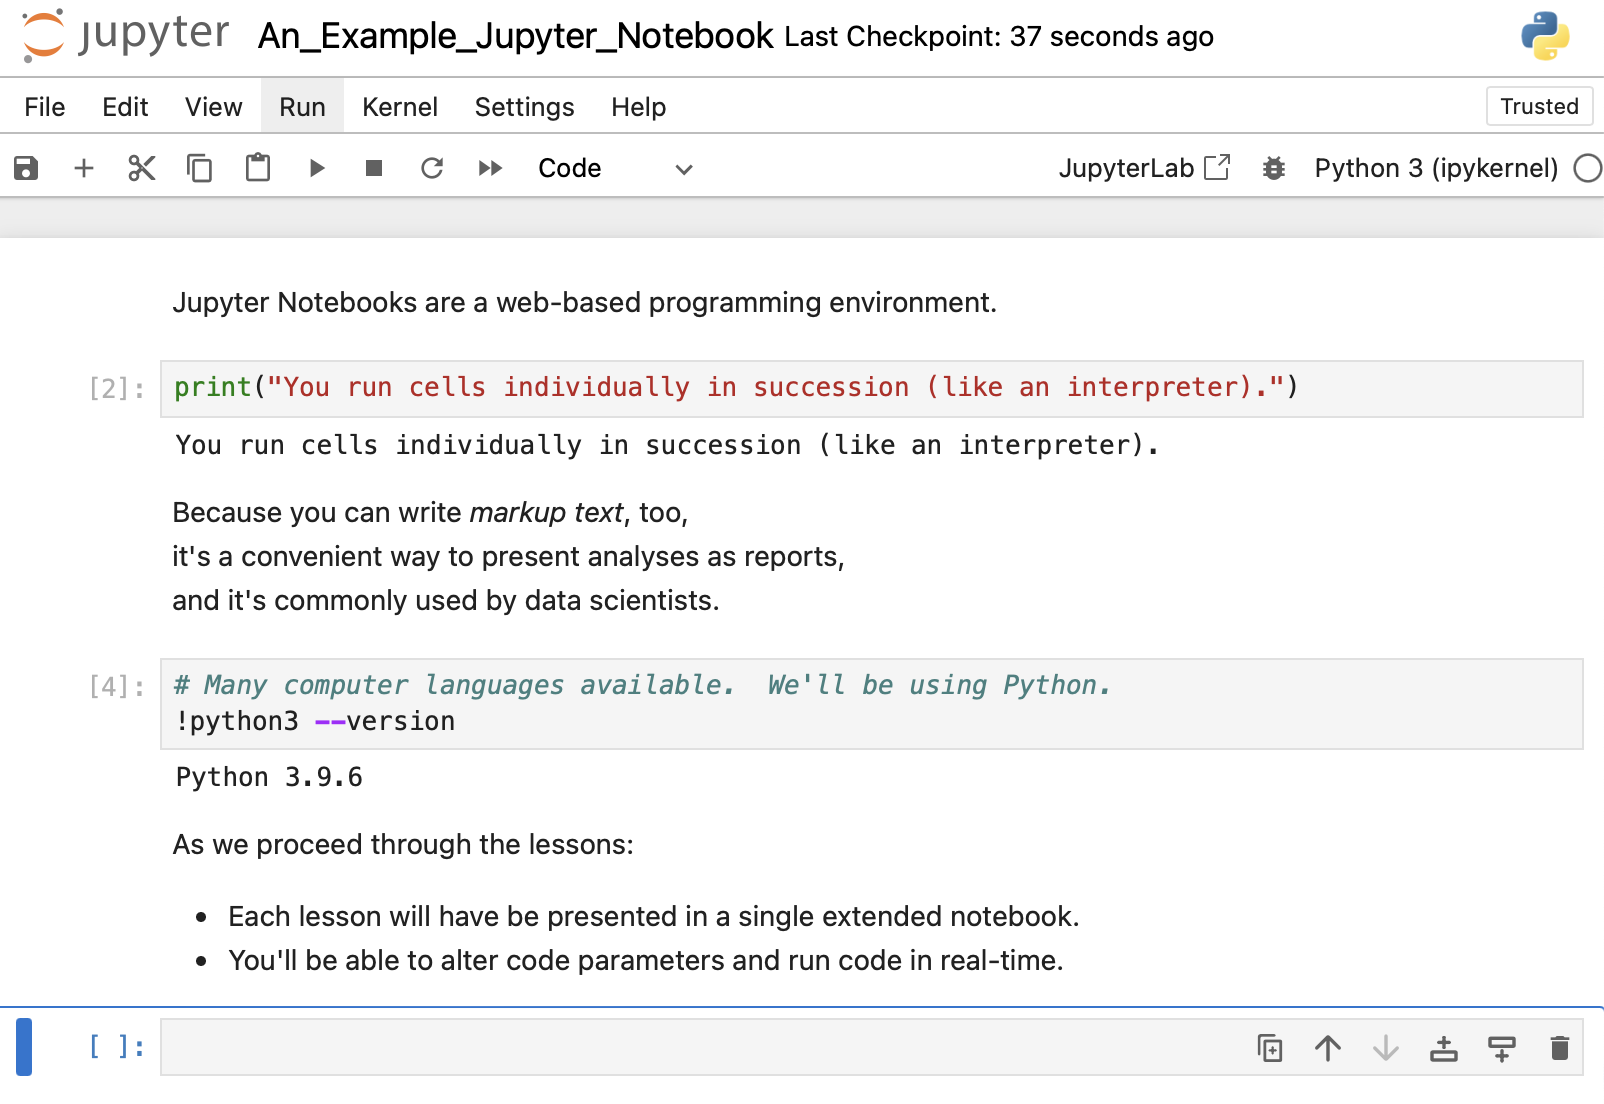 jupyter An_Example_Jupyter_Notebook Last Checkpoint: 37 seconds ago
File Edit View Run Kernel Settings Help Trusted
Code JupyterLab Python 3 (ipykernel)
Jupyter Notebooks are a web-based programming environment.
[2]: print("You run cells individually in succession (like an interpreter).")
You run cells individually in succession (like an interpreter).
Because you can write markup text, too,
it's a convenient way to present analyses as reports,
and it's commonly used by data scientists.
[4]: # Many computer languages available.  We'll be using Python.
!python3 --version
Python 3.9.6
As we proceed through the lessons:
• Each lesson will have be presented in a single extended notebook.
• You'll be able to alter code parameters and run code in real-time.
[ ]: